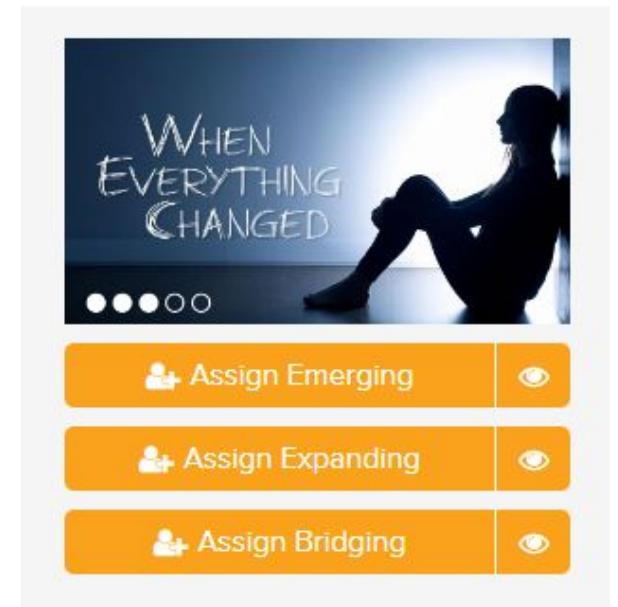 WHEN
EVERYTHING
CHANGED
Assign Emerging
Assign Expanding
Assign Bridging